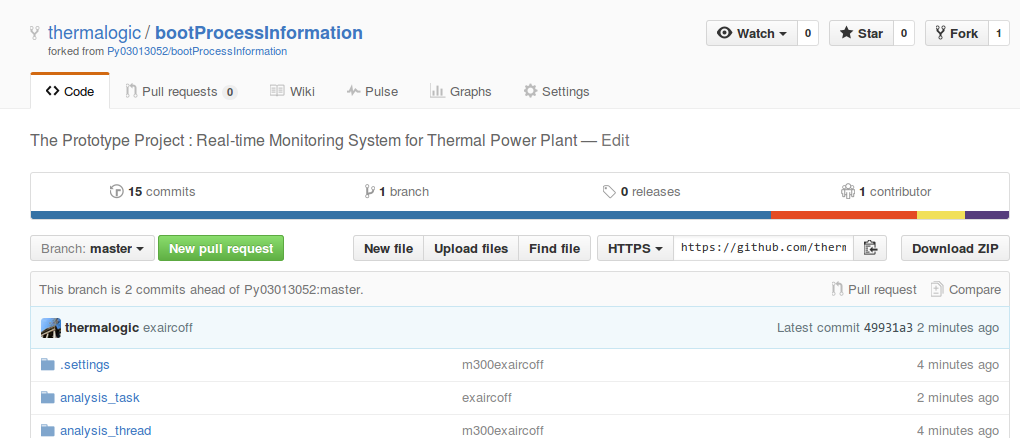 thermalogic / bootProcessInformation
forked from Py03013052/bootProcessInformation
Watch 0 Star 0 Fork 1
Code Pull requests 0 Wiki Pulse Graphs Settings
The Prototype Project : Real-time Monitoring System for Thermal Power Plant — Edit
15 commits 1 branch 0 releases 1 contributor
Branch: master New pull request New file Upload files Find file HTTPS https://github.com/therm Download ZIP
This branch is 2 commits ahead of Py03013052:master. Pull request Compare
thermalogic exaircoff Latest commit 49931a3 2 minutes ago
.settings m300exaircoff 4 minutes ago
analysis_task exaircoff 2 minutes ago
analysis_thread m300exaircoff 4 minutes ago